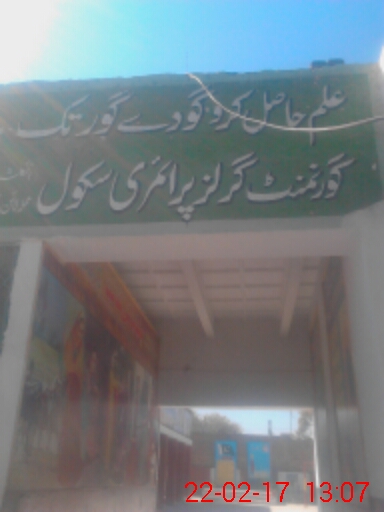 علم حاصل کرو گود سے گور تک
گورنمنٹ گرلز پرائمری سکول
22-02-17 13:07